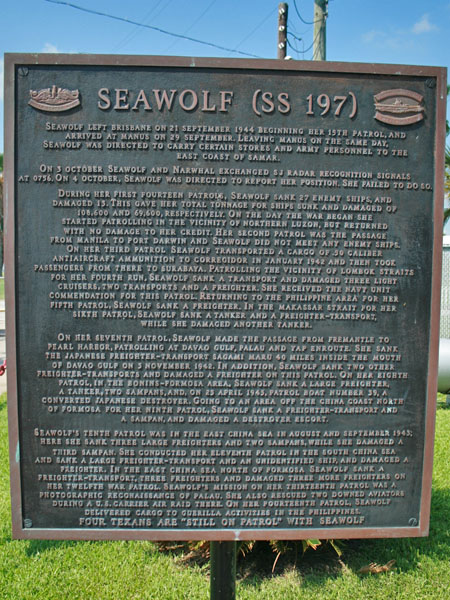 SEAWOLF (SS 197)
SEAWOLF LEFT BRISBANE ON 21 SEPTEMBER 1944 BEGINNING HER 15TH PATROL, AND
ARRIVED AT MANUS ON 29 SEPTEMBER. LEAVING MANUS ON THE SAME DAY,
SEAWOLF WAS DIRECTED TO CARRY CERTAIN STORES AND ARMY PERSONNEL TO THE
EAST COAST OF SAMAR.
ON 3 OCTOBER SEAWOLF AND NARWHAL EXCHANGED SJ RADAR RECOGNITION SIGNALS
AT 0756. ON 4 OCTOBER, SEAWOLF WAS DIRECTED TO REPORT HER POSITION. SHE FAILED TO DO SO.
DURING HER FIRST FOURTEEN PATROLS, SEAWOLF SANK 27 ENEMY SHIPS, AND
DAMAGED 13. THIS GAVE HER TOTAL TONNAGE FOR SHIPS SUNK AND DAMAGED OF
108,600 AND 69,600, RESPECTIVELY. ON THE DAY THE WAR BEGAN SHE
STARTED PATROLLING IN THE VICINITY OF NORTHERN LUZON, BUT RETURNED
WITH NO DAMAGE TO HER CREDIT. HER SECOND PATROL WAS THE PASSAGE
FROM MANILA TO PORT DARWIN AND SEAWOLF DID NOT MEET ANY ENEMY SHIPS.
ON HER THIRD PATROL SEAWOLF TRANSPORTED A CARGO OF .50 CALIBER
ANTIAIRCRAFT AMMUNITION TO CORREGIDOR IN JANUARY 1942 AND THEN TOOK
PASSENGERS FROM THERE TO SURABAYA. PATROLLING THE VICINITY OF LOMBOK STRAITS
FOR HER FOURTH RUN, SEAWOLF SANK A TRANSPORT AND DAMAGED THREE LIGHT
CRUISERS, TWO TRANSPORTS AND A FREIGHTER. SHE RECEIVED THE NAVY UNIT
COMMENDATION FOR THIS PATROL. RETURNING TO THE PHILIPPINE AREA FOR HER
FIFTH PATROL, SEAWOLF SANK A FREIGHTER. IN THE MAKASSAR STRAIT FOR HER
SIXTH PATROL, SEAWOLF SANK A TANKER AND A FREIGHTER-TRANSPORT,
WHILE SHE DAMAGED ANOTHER TANKER.
ON HER SEVENTH PATROL, SEAWOLF MADE THE PASSAGE FROM FREMANTLE TO
PEARL HARBOR, PATROLLING AT DAVAO GULF, PALAU AND YAP ENROUTE. SHE SANK
THE JAPANESE FREIGHTER-TRANSPORT SAGAMI MARU 40 MILES INSIDE THE MOUTH
OF DAVAO GULF ON 3 NOVEMBER 1942. IN ADDITION, SEAWOLF SANK TWO OTHER
FREIGHTER-TRANSPORTS AND DAMAGED A FREIGHTER ON THIS PATROL. ON HER EIGHTH
PATROL, IN THE BONINS-FORMOSA AREA, SEAWOLF SANK A LARGE FREIGHTER,
A TANKER, TWO SAMPANS, AND, ON 23 APRIL 1943, PATROL BOAT NUMBER 39, A
CONVERTED JAPANESE DESTROYER. GOING TO AN AREA OFF THE CHINA COAST NORTH
OF FORMOSA FOR HER NINTH PATROL, SEAWOLF SANK A FREIGHTER-TRANSPORT AND
A SAMPAN, AND DAMAGED A DESTROYER ESCORT.
SEAWOLF'S TENTH PATROL WAS IN THE EAST CHINA SEA IN AUGUST AND SEPTEMBER 1943;
HERE SHE SANK THREE LARGE FREIGHTERS AND TWO SAMPANS, WHILE SHE DAMAGED A
THIRD SAMPAN. SHE CONDUCTED HER ELEVENTH PATROL IN THE SOUTH CHINA SEA
AND SANK A LARGE FREIGHTER-TRANSPORT AND AN UNIDENTIFIED SHIP, AND DAMAGED A
FREIGHTER. IN THE EAST CHINA SEA NORTH OF FORMOSA SEAWOLF SANK A
FREIGHTER-TRANSPORT, THREE FREIGHTERS AND DAMAGED THREE MORE FREIGHTERS ON
HER TWELFTH WAR PATROL. SEAWOLF'S MISSION ON HER THIRTEENTH PATROL WAS A
PHOTOGRAPHIC RECONAISSANCE OF PALAU. SHE ALSO RESCUED TWO DOWNED AVIATORS
DURING A U.S. CARRIER AIR RAID THERE. ON HER FOURTEENTH PATROL SEAWOLF
DELIVERED CARGO TO GUERILLA ACTIVITIES IN THE PHILIPPINES.
FOUR TEXANS ARE "STILL ON PATROL" WITH SEAWOLF